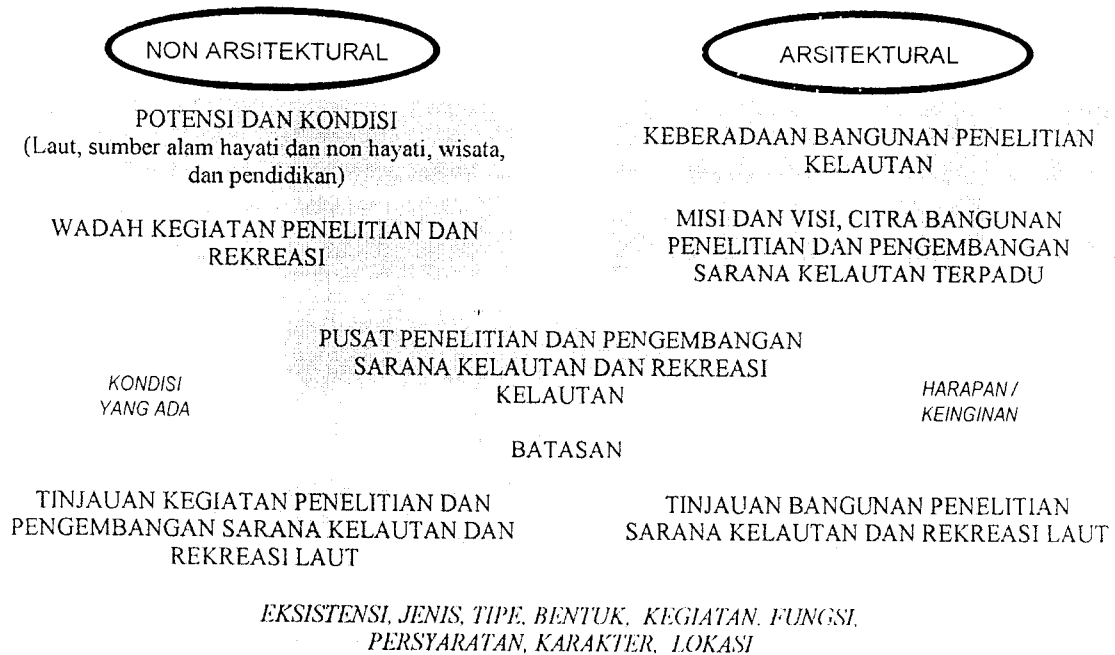 NON ARSITEKTURAL
ARSITEKTURAL
POTENSI DAN KONDISI
(Laut, sumber alam hayati dan non hayati, wisata,
dan pendidikan)
KEBERADAAN BANGUNAN PENELITIAN
KELAUTAN
WADAH KEGIATAN PENELITIAN DAN
REKREASI
MISI DAN VISI, CITRA BANGUNAN
PENELITIAN DAN PENGEMBANGAN
SARANA KELAUTAN TERPADU
PUSAT PENELITIAN DAN PENGEMBANGAN
SARANA KELAUTAN DAN REKREASI
KELAUTAN
KONDISI
YANG ADA
HARAPAN /
KEINGINAN
BATASAN
TINJAUAN KEGIATAN PENELITIAN DAN
PENGEMBANGAN SARANA KELAUTAN DAN
REKREASI LAUT
TINJAUAN BANGUNAN PENELITIAN
SARANA KELAUTAN DAN REKREASI LAUT
EKSISTENSI, JENIS, TIPE, BENTUK, KEGIATAN. FUNGSI,
PERSYARATAN, KARAKTER, LOKASI